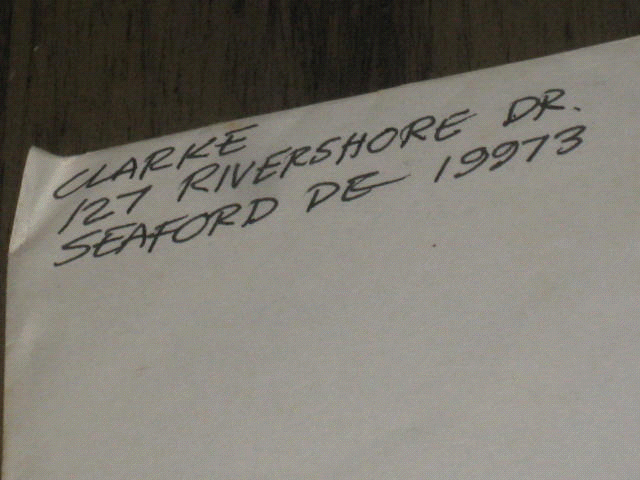 CLARKE
127 RIVERSHORE DR.
SEAFORD DE 19973